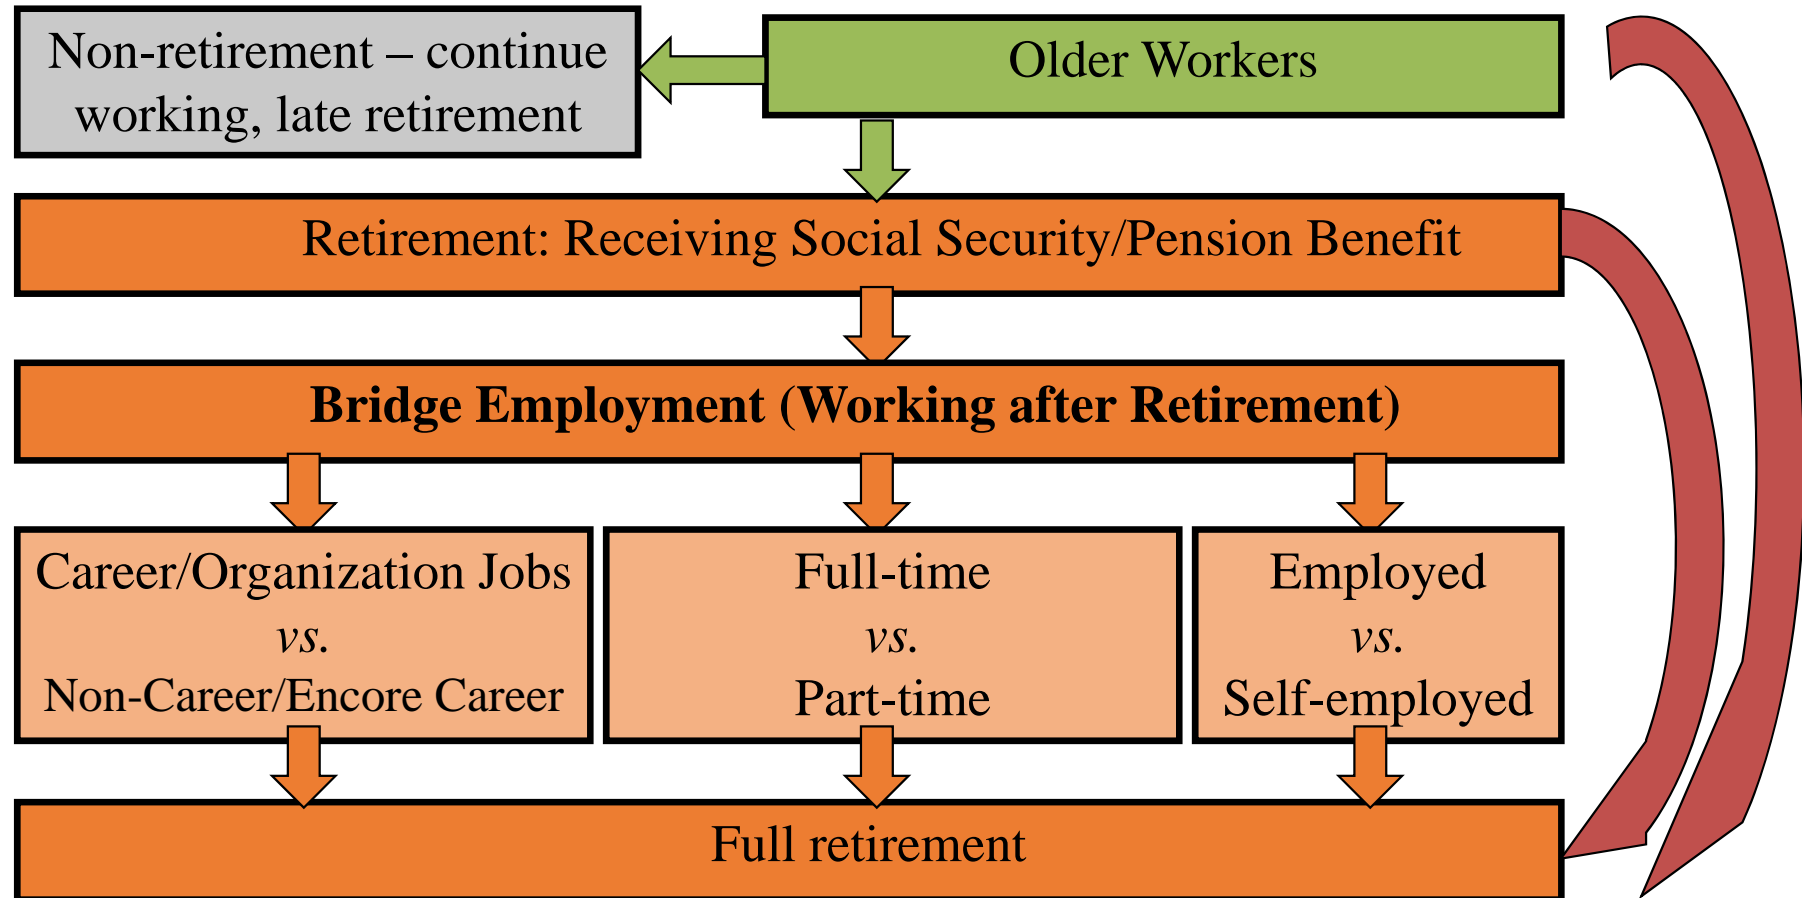 Non-retirement – continue
working, late retirement
Older Workers
Retirement: Receiving Social Security/Pension Benefit
Bridge Employment (Working after Retirement)
Career/Organization Jobs
vs.
Non-Career/Encore Career
Full-time
vs.
Part-time
Employed
vs.
Self-employed
Full retirement